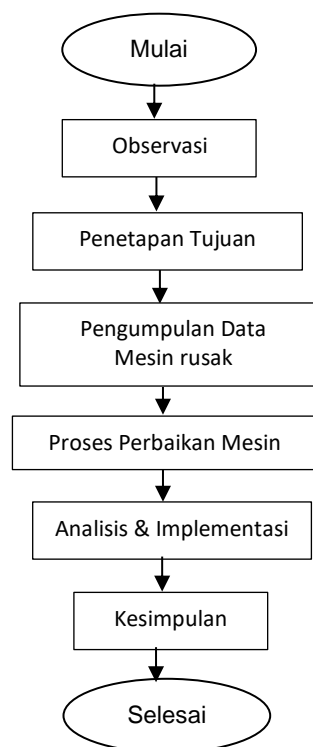 Mulai
Observasi
Penetapan Tujuan
Pengumpulan Data
Mesin rusak
Proses Perbaikan Mesin
Analisis & Implementasi
Kesimpulan
Selesai